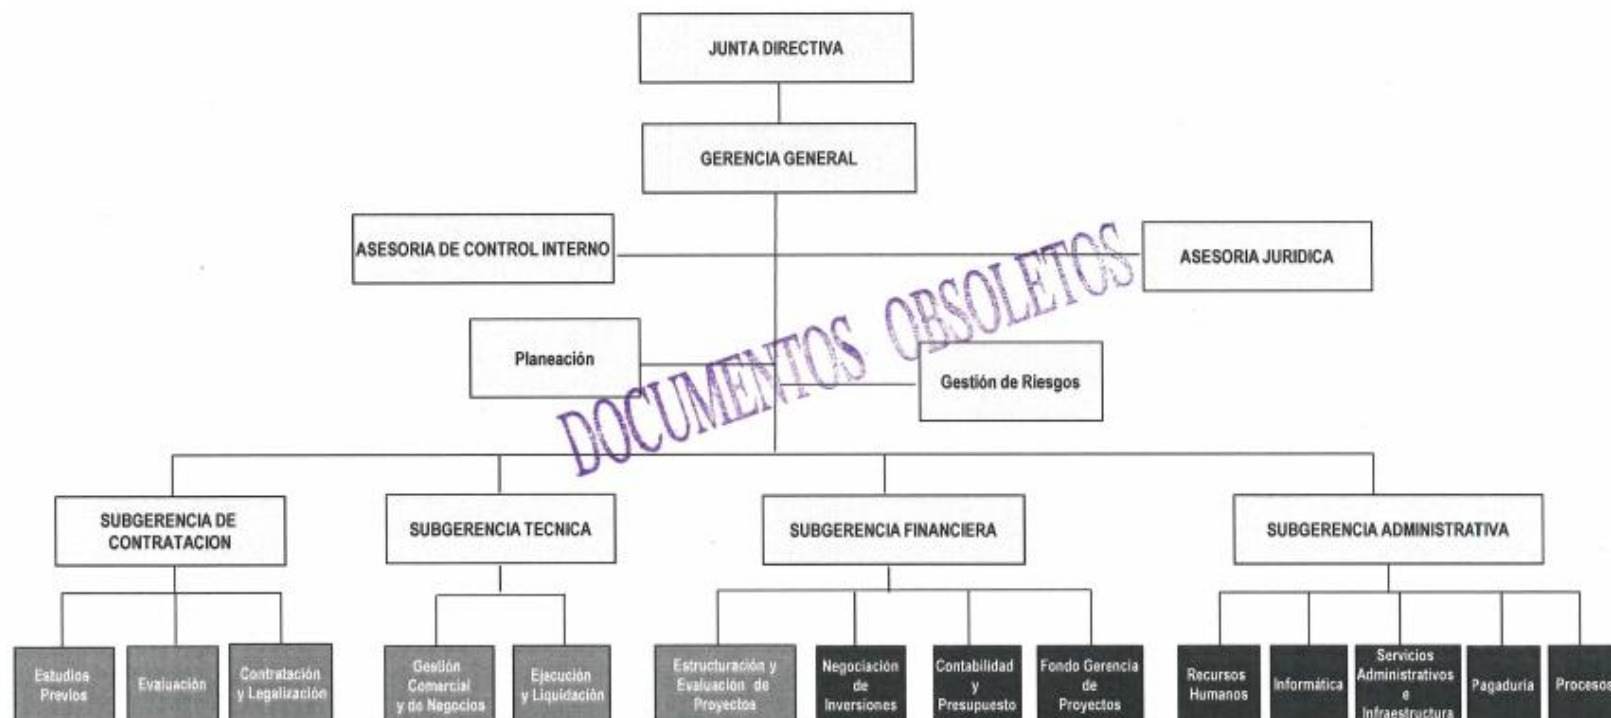 JUNTA DIRECTIVA
GERENCIA GENERAL
ASESORIA DE CONTROL INTERNO
ASESORIA JURIDICA
Planeación
Gestión de Riesgos
DOCUMENTOS OBSOLETOS
SUBGERENCIA DE
CONTRATACION
SUBGERENCIA TECNICA
SUBGERENCIA FINANCIERA
SUBGERENCIA ADMINISTRATIVA
Estudios
Previos
Evaluación
Contratación
y Legalización
Gestión
Comercial
y de Negocios
Ejecución
y Liquidación
Estructuración y
Evaluación de
Proyectos
Negociación
de
Inversiones
Contabilidad
y
Presupuesto
Fondo Gerencia
de
Proyectos
Recursos
Humanos
Informática
Servicios
Administrativos
e
Infraestructura
Pagaduría
Procesos